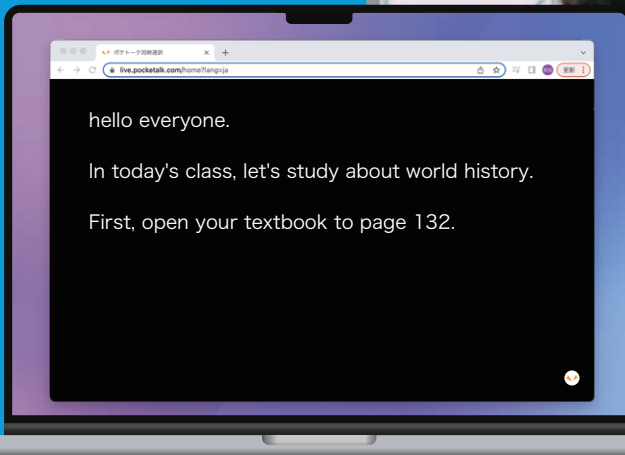 ポケトーク同時通訳
live.pocketalk.com/home?lang=ja
更新
hello everyone.
In today's class, let's study about world history.
First, open your textbook to page 132.